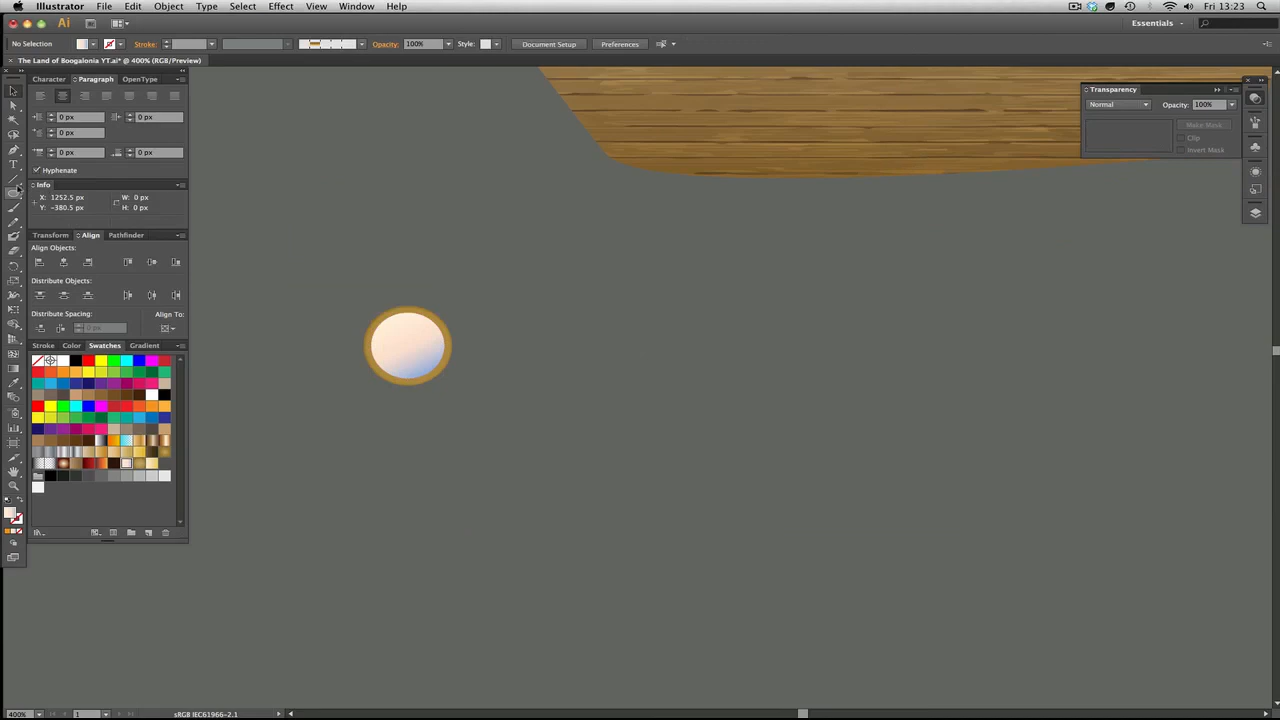 Illustrator File Edit Object Type Select Effect View Window Help Fri 13:23
Ai Essentials
No Selection Stroke: Opacity: 100% Style: Document Setup Preferences
The Land of Boogalonia YT.ai* @ 400% (RGB/Preview)
Character Paragraph OpenType
0 px 0 px
0 px
0 px 0 px
Hyphenate
Info
X: 1252.5 px W: 0 px
Y: -380.5 px H: 0 px
Transform Align Pathfinder
Align Objects:
Distribute Objects:
Distribute Spacing: Align To:
0 px
Stroke Color Swatches Gradient
Transparency
Normal Opacity: 100%
Make Mask
Clip
Invert Mask
400% 1 sRGB IEC61966-2.1